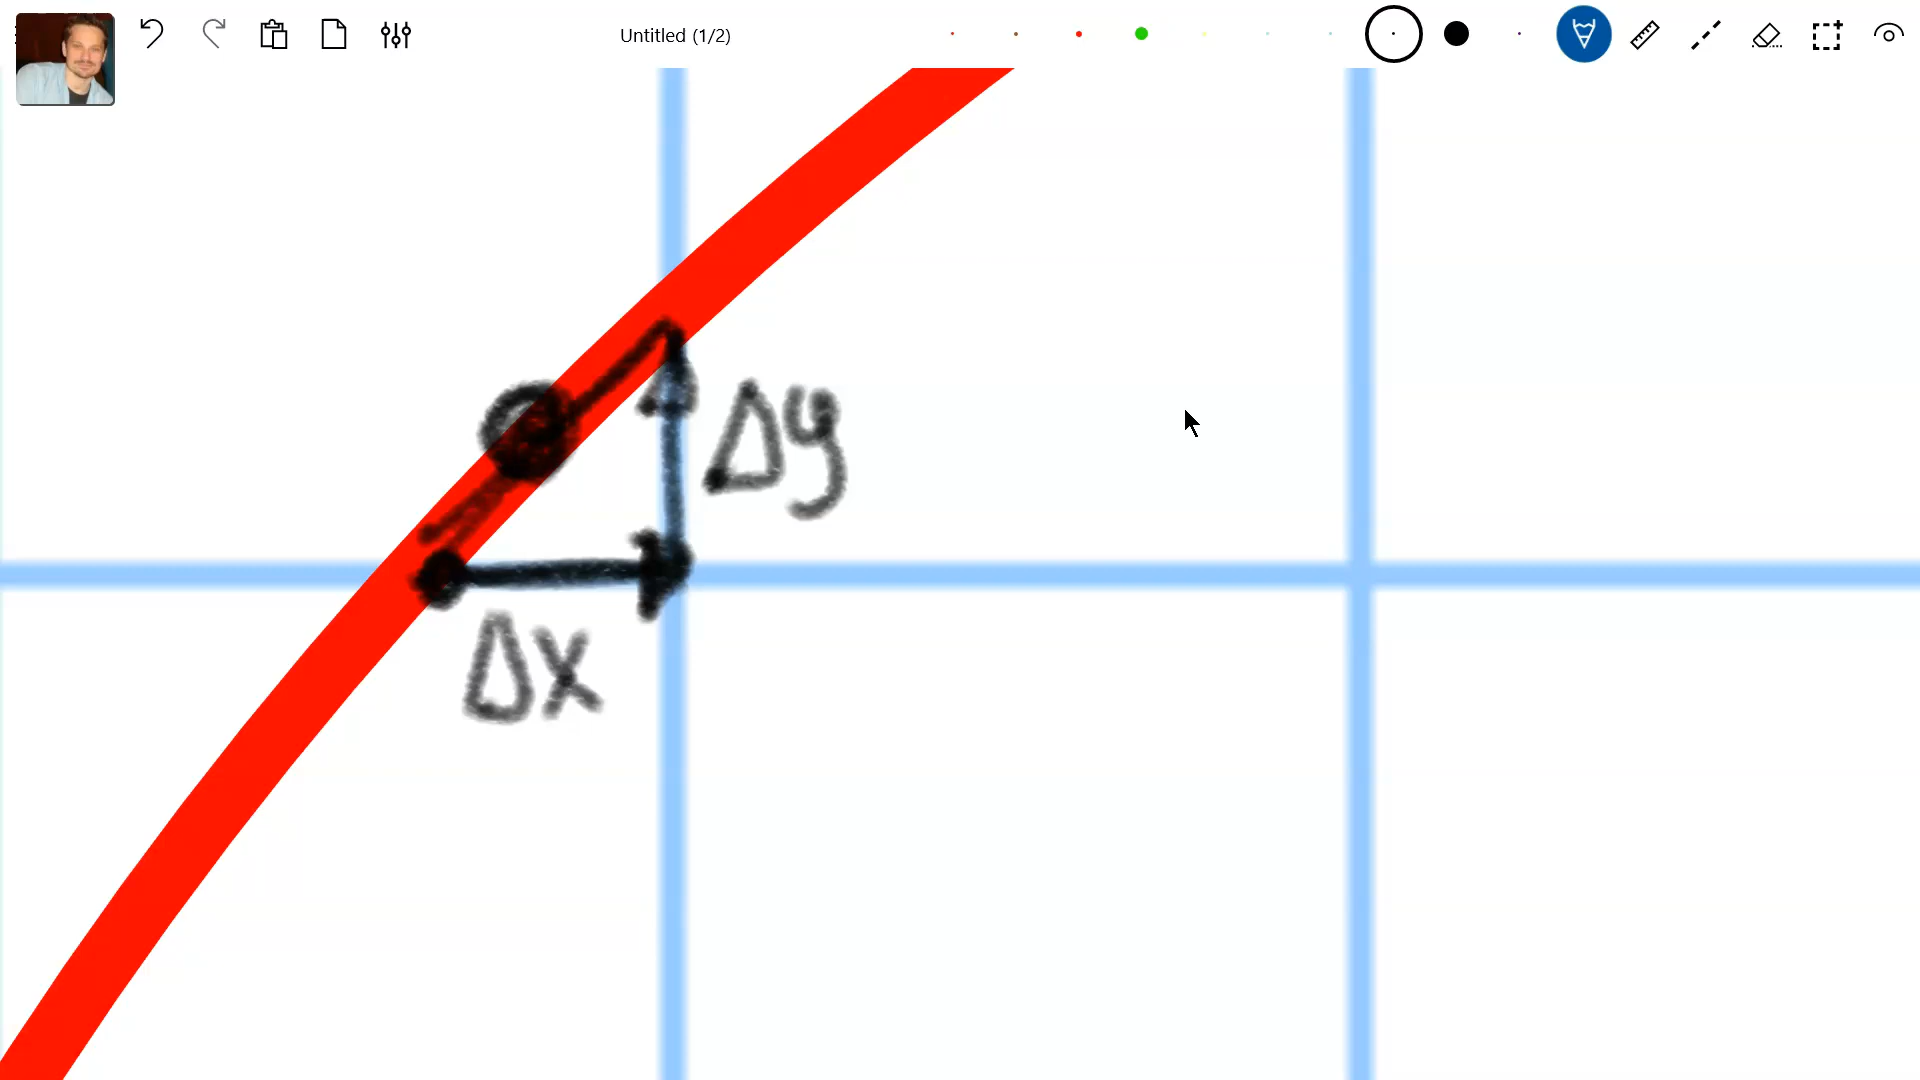 Untitled (1/2)
Δy
Δx